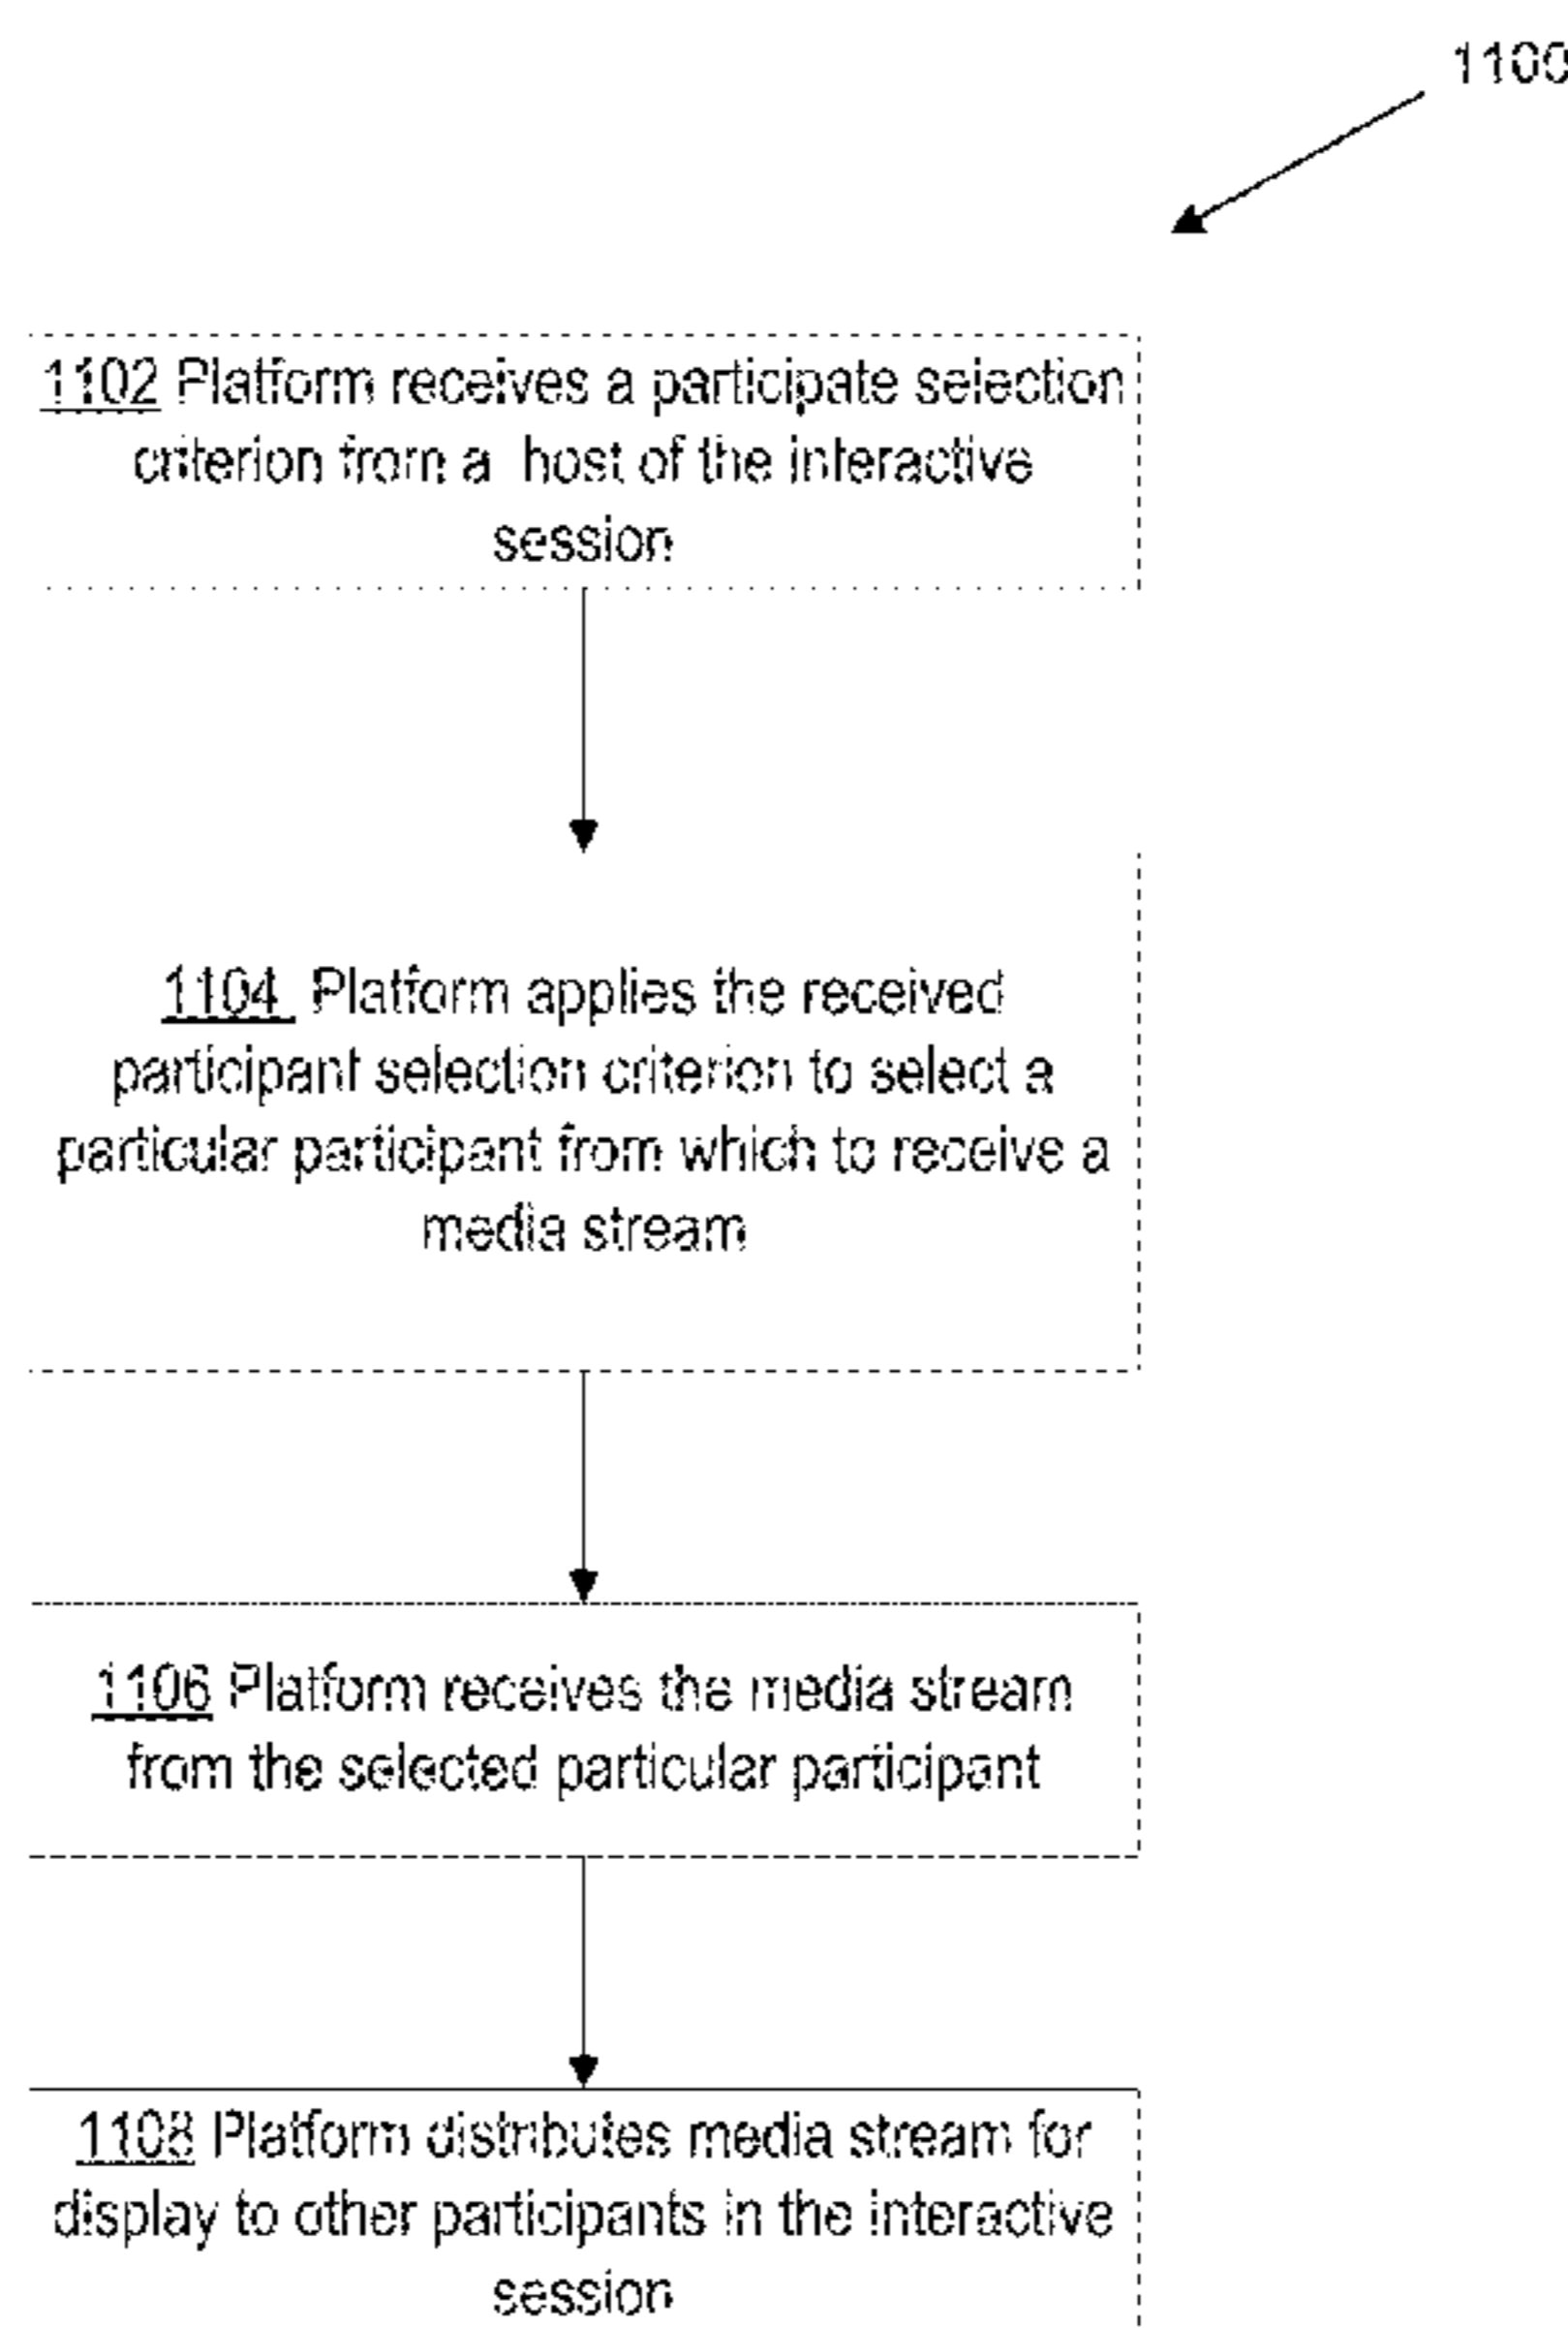 1100
1102 Platform receives a participate selection
criterion from a host of the interactive
session
1104 Platform applies the received
participant selection criterion to select a
particular participant from which to receive a
media stream
1106 Platform receives the media stream
from the selected particular participant
1108 Platform distributes media stream for
display to other participants in the interactive
session